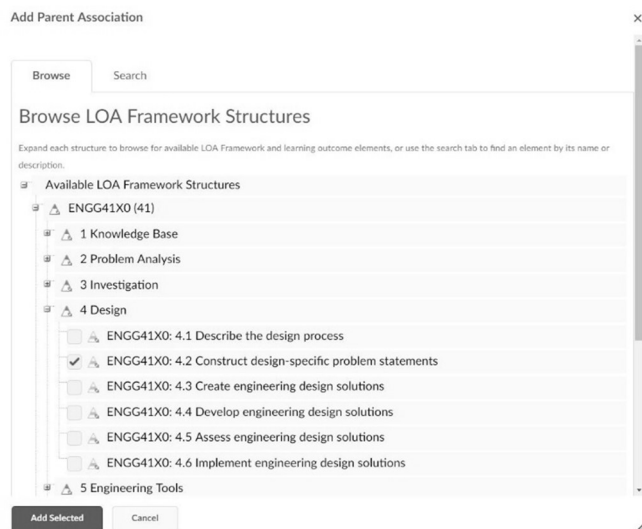 Add Parent Association
Browse
Search
Browse LOA Framework Structures
Expand each structure to browse for available LOA Framework and learning outcome elements, or use the search tab to find an element by its name or
description.
Available LOA Framework Structures
ENGG41X0 (41)
1 Knowledge Base
2 Problem Analysis
3 Investigation
4 Design
ENGG41X0: 4.1 Describe the design process
ENGG41X0: 4.2 Construct design-specific problem statements
ENGG41X0: 4.3 Create engineering design solutions
ENGG41X0: 4.4 Develop engineering design solutions
ENGG41X0: 4.5 Assess engineering design solutions
ENGG41X0: 4.6 Implement engineering design solutions
5 Engineering Tools
Add Selected
Cancel